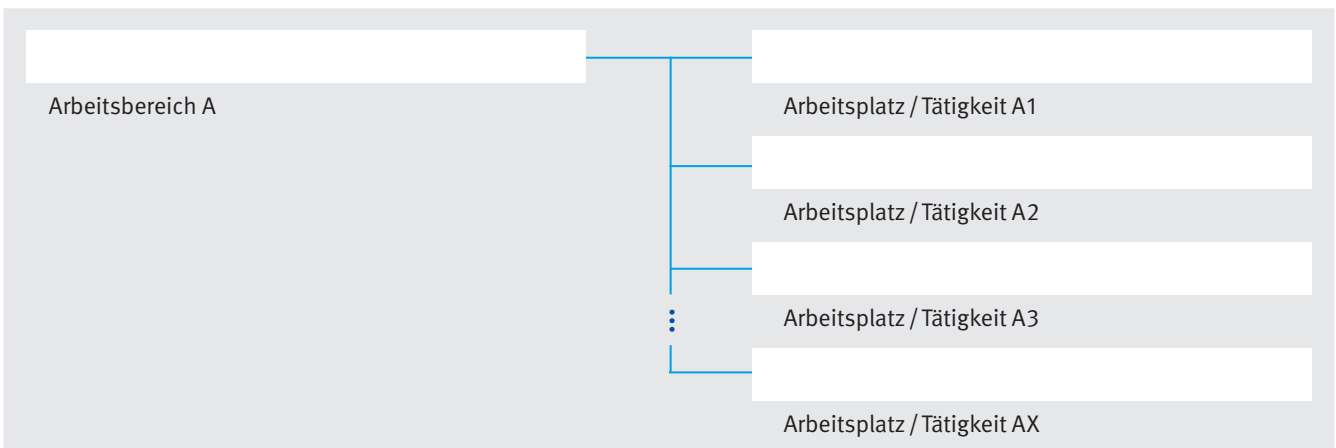 Arbeitsbereich A
Arbeitsplatz / Tätigkeit A1
Arbeitsplatz / Tätigkeit A2
Arbeitsplatz / Tätigkeit A3
Arbeitsplatz / Tätigkeit AX